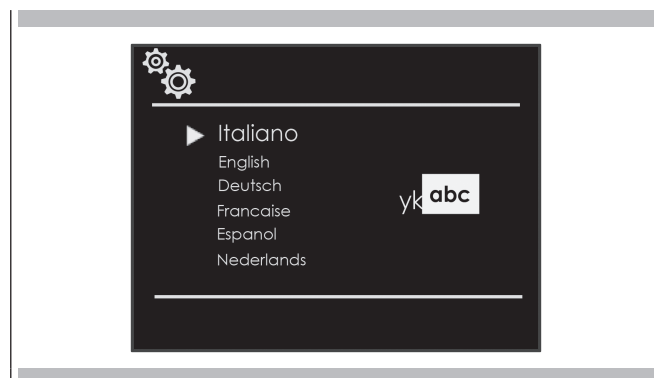 Italiano
English
Deutsch
Francaise
Espanol
Nederlands
yk abc